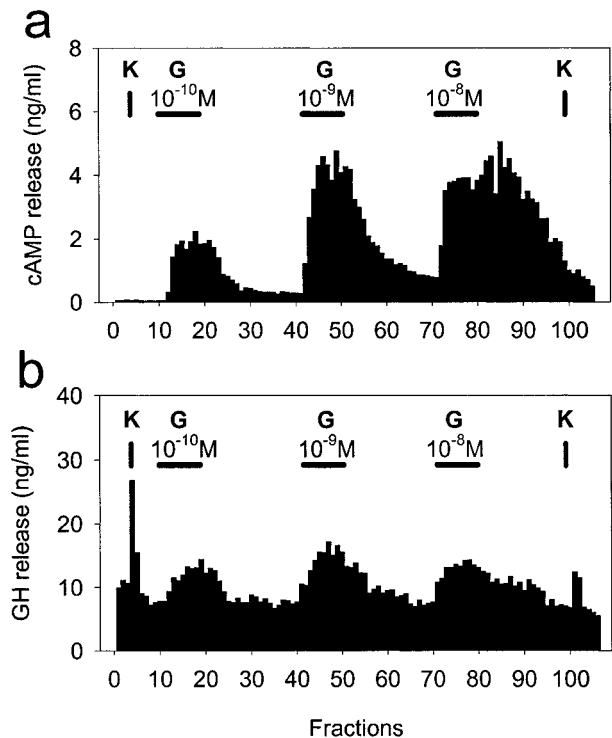 a
cAMP release (ng/ml)
8
6
4
2
0
K G G G K
10⁻¹⁰M 10⁻⁹M 10⁻⁸M
0 10 20 30 40 50 60 70 80 90 100
b
GH release (ng/ml)
40
30
20
10
0
K G G G K
10⁻¹⁰M 10⁻⁹M 10⁻⁸M
0 10 20 30 40 50 60 70 80 90 100
Fractions